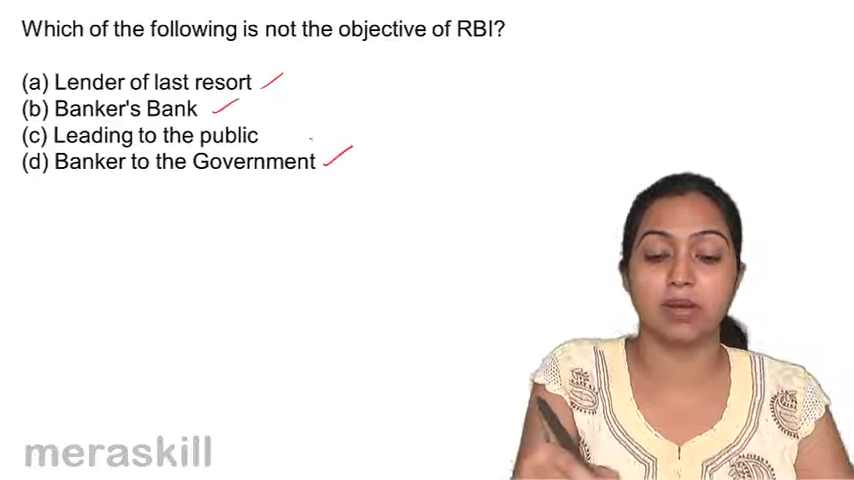 Which of the following is not the objective of RBI?
(a) Lender of last resort
(b) Banker's Bank
(c) Leading to the public
(d) Banker to the Government
meraskill